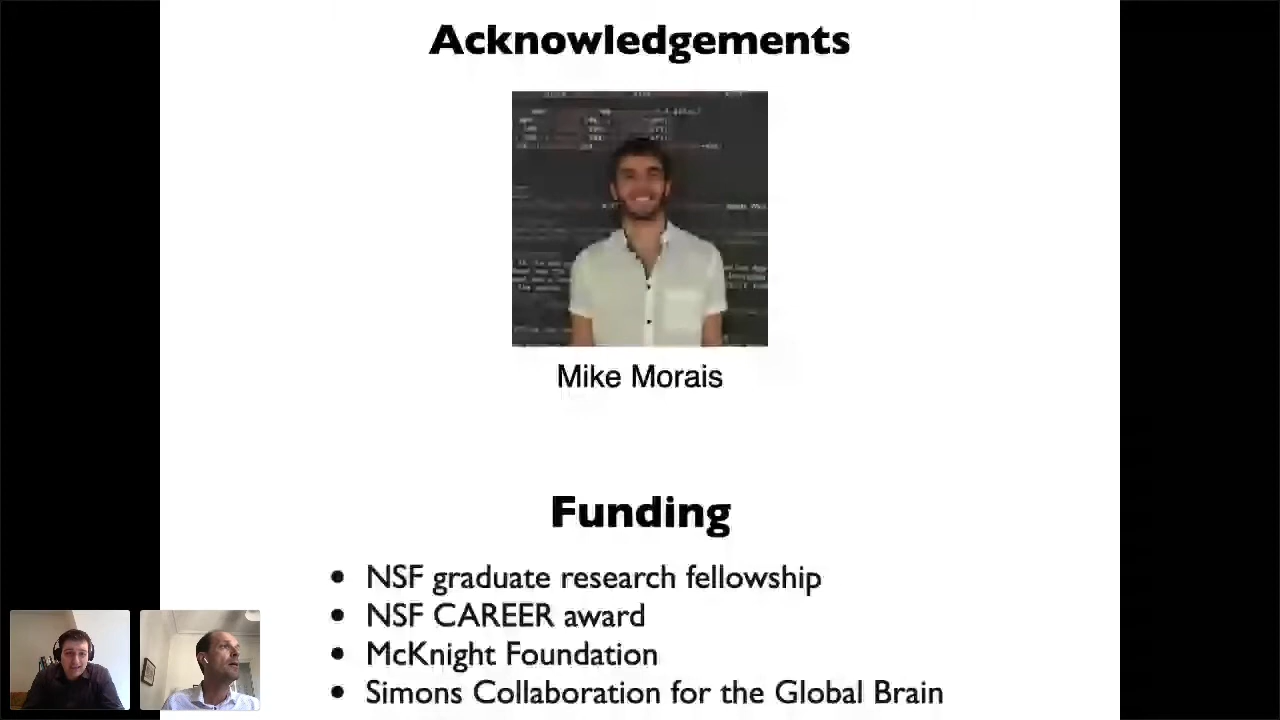 Acknowledgements
Mike Morais
Funding
• NSF graduate research fellowship
• NSF CAREER award
• McKnight Foundation
• Simons Collaboration for the Global Brain